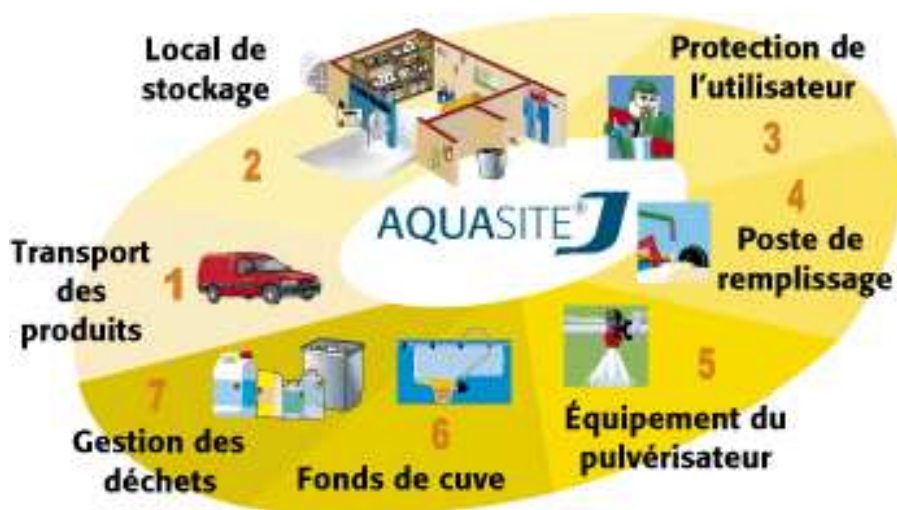 Local de
stockage
2
Protection de
l'utilisateur
3
AQUASITE®
4
Poste de
remplissage
Transport
des
produits
1
5
Équipement du
pulvérisateur
6
Fonds de cuve
7
Gestion des
déchets